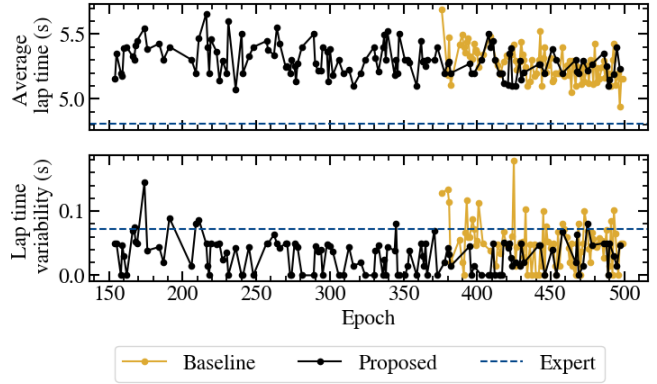 Average
lap time (s)
5.5
5.0
Lap time
variability (s)
0.1
0.0
150 200 250 300 350 400 450 500
Epoch
Baseline Proposed Expert